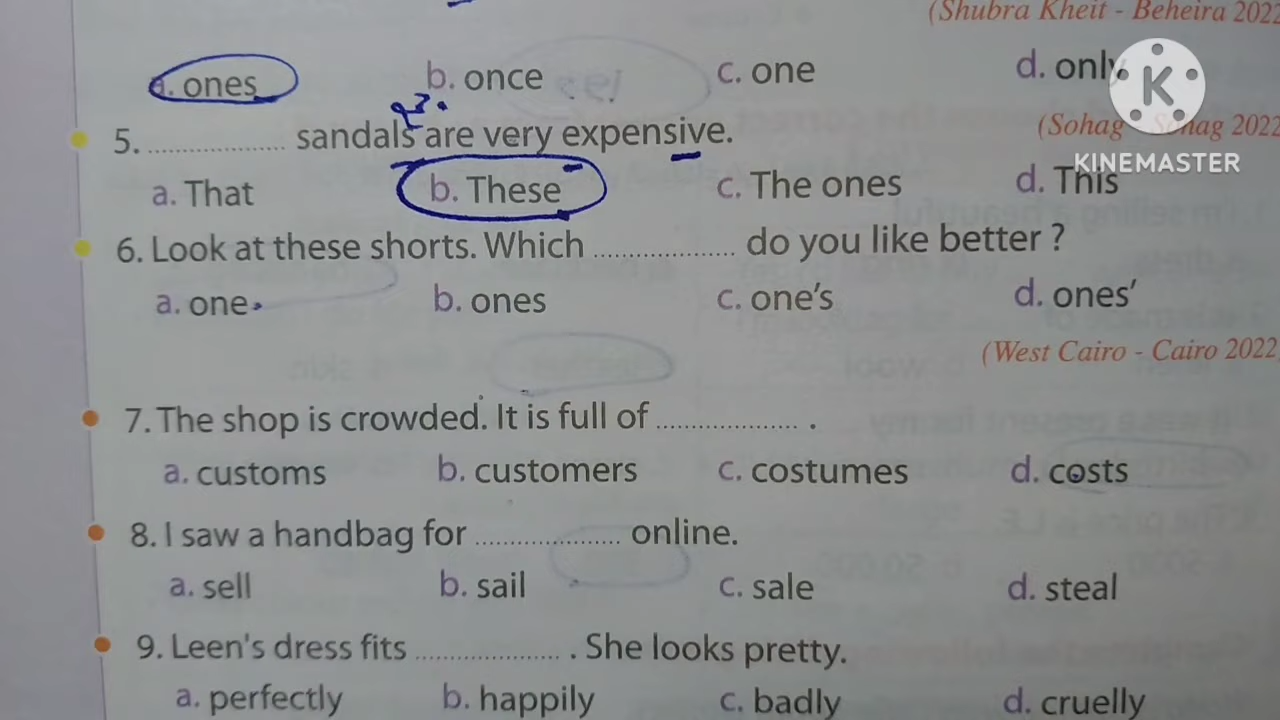 (Shubra Kheit - Beheira 2022
a. ones b. once c. one d. only
5. .................... sandals are very expensive. (Sohag - Sohag 2022
K
KINEMASTER
a. That b. These c. The ones d. This
6. Look at these shorts. Which .................... do you like better ?
a. one b. ones c. one's d. ones'
(West Cairo - Cairo 2022
7. The shop is crowded. It is full of .................... .
a. customs b. customers c. costumes d. costs
8. I saw a handbag for .................... online.
a. sell b. sail c. sale d. steal
9. Leen's dress fits .................... . She looks pretty.
a. perfectly b. happily c. badly d. cruelly